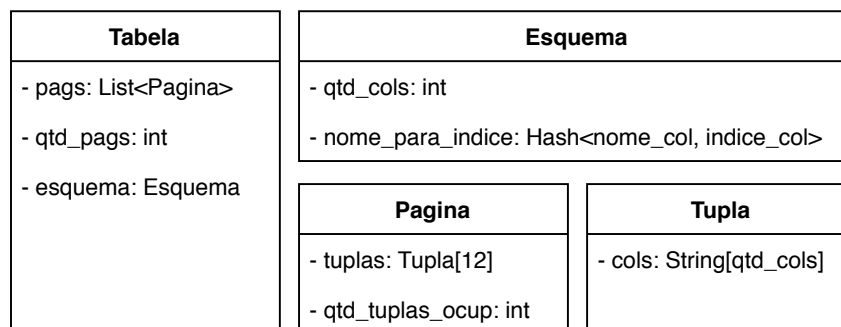 Tabela
- pags: List<Pagina>
- qtd_pags: int
- esquema: Esquema
Esquema
- qtd_cols: int
- nome_para_indice: Hash<nome_col, indice_col>
Pagina
- tuplas: Tupla[12]
- qtd_tuplas_ocup: int
Tupla
- cols: String[qtd_cols]